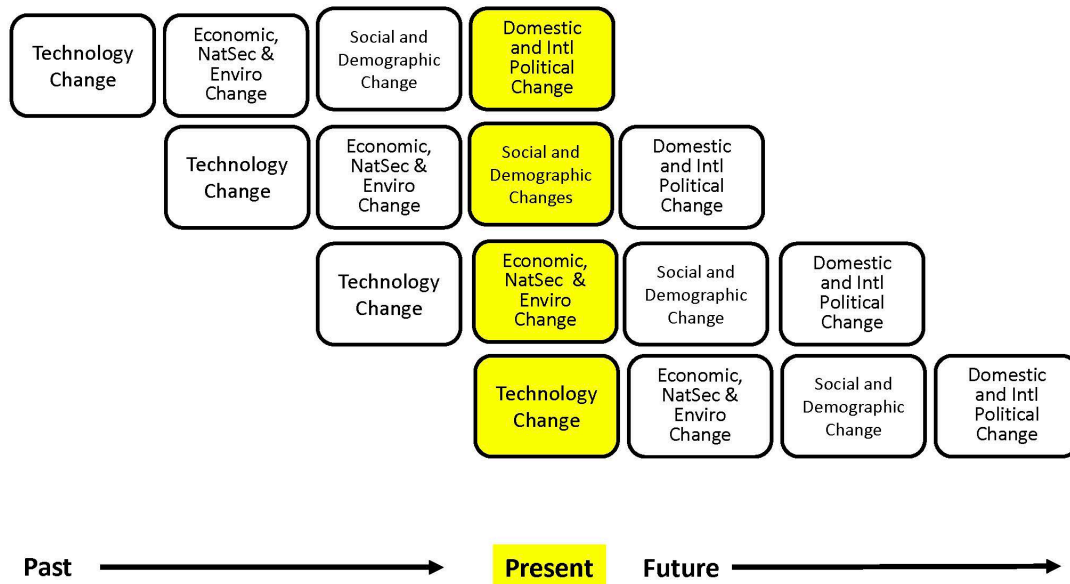 Technology
Change
Economic,
NatSec &
Enviro
Change
Social and
Demographic
Change
Domestic
and Intl
Political
Change
Technology
Change
Economic,
NatSec &
Enviro
Change
Social and
Demographic
Changes
Domestic
and Intl
Political
Change
Technology
Change
Economic,
NatSec &
Enviro
Change
Social and
Demographic
Change
Domestic
and Intl
Political
Change
Technology
Change
Economic,
NatSec &
Enviro
Change
Social and
Demographic
Change
Domestic
and Intl
Political
Change
Past
Present
Future